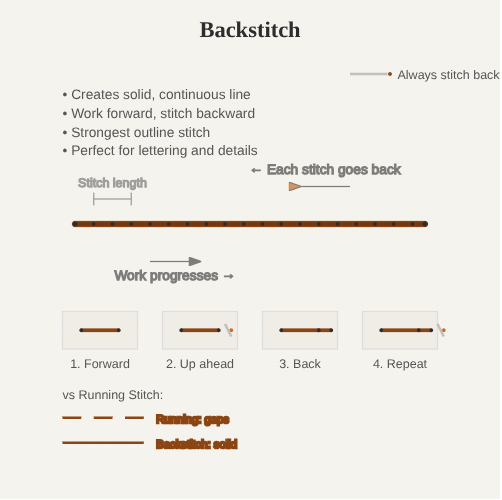 Backstitch
Always stitch back
• Creates solid, continuous line
• Work forward, stitch backward
• Strongest outline stitch
• Perfect for lettering and details
← Each stitch goes back
Stitch length
Work progresses →
1. Forward
2. Up ahead
3. Back
4. Repeat
vs Running Stitch:
Running: gaps
Backstitch: solid